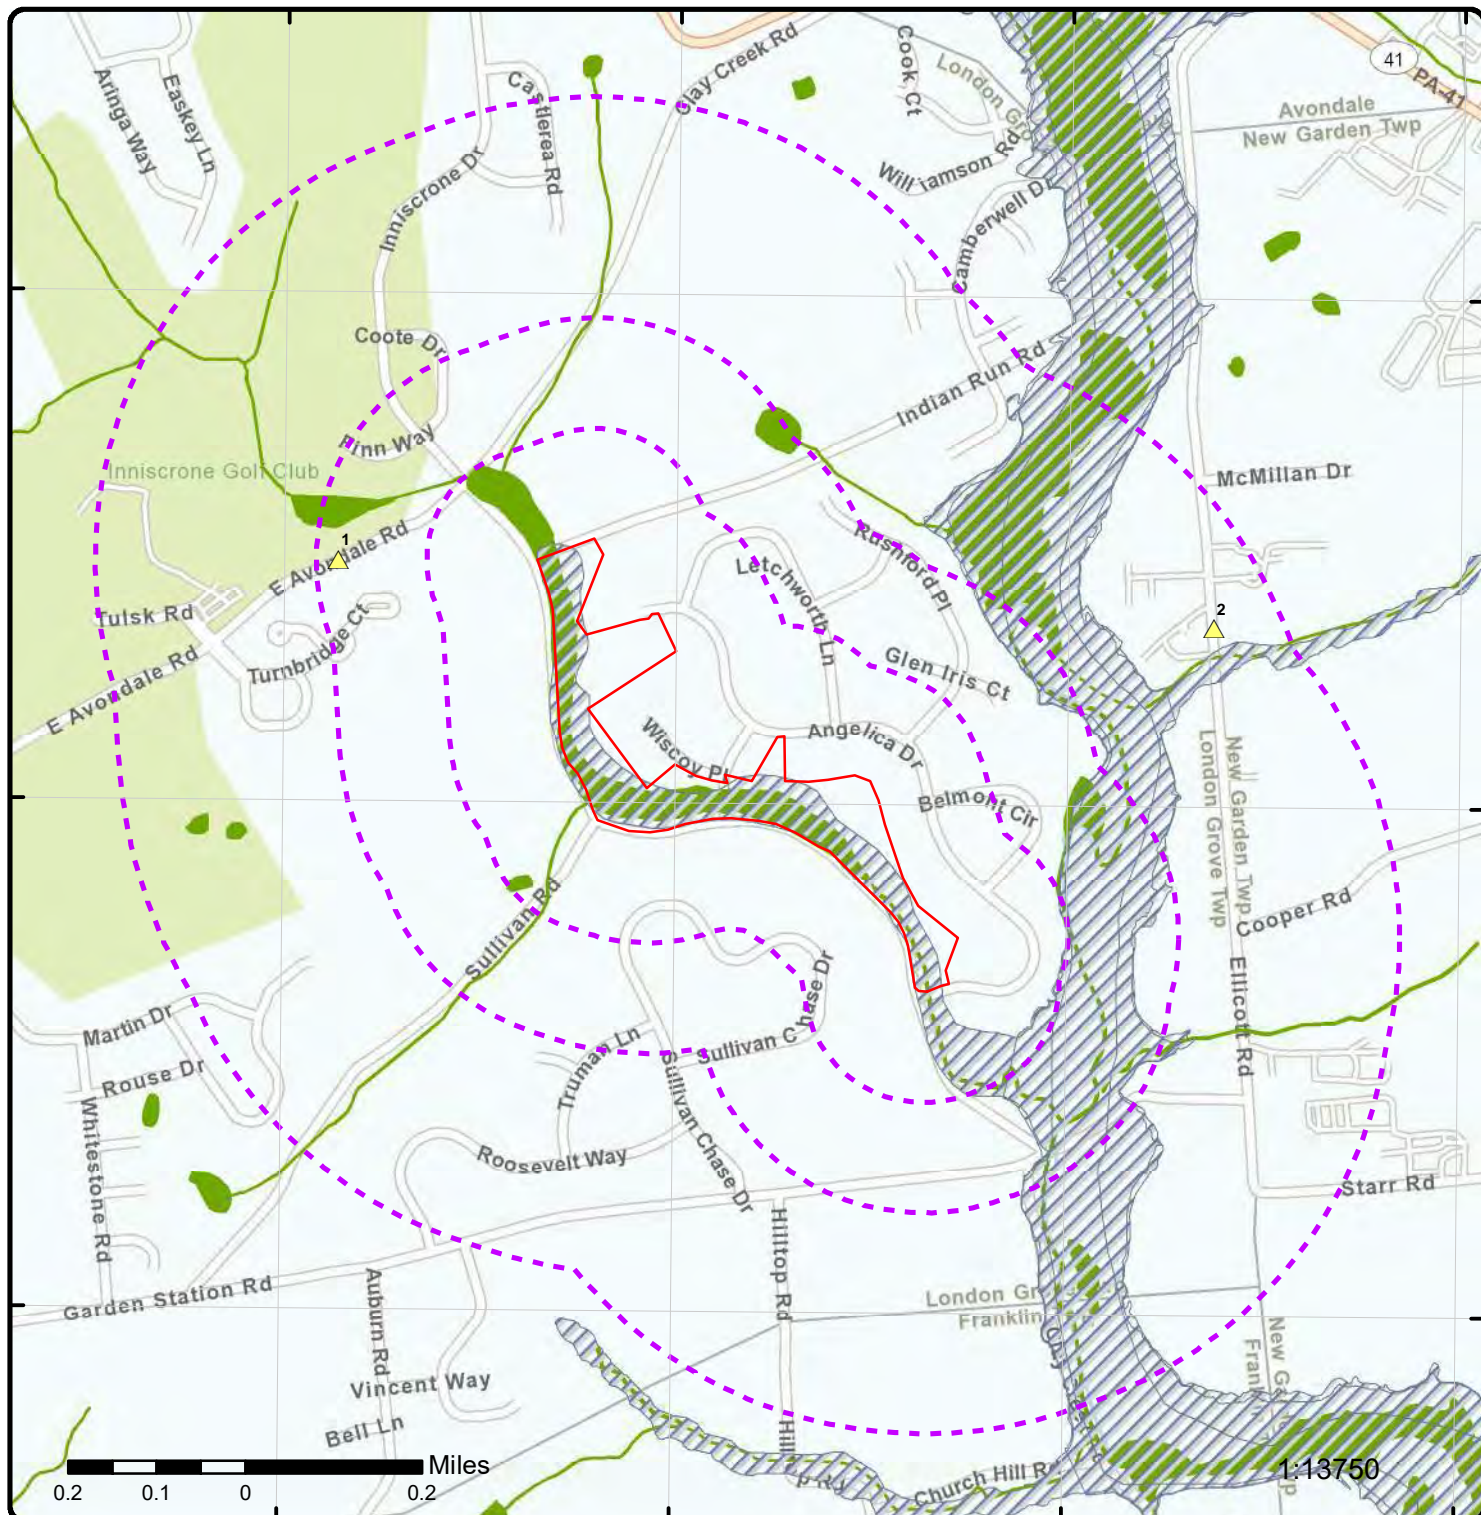 41
PA-41
Aringa Way
Easkey Ln
Castlerea Rd
Clay Creek Rd
Cook Ct
London Gro
Avondale
New Garden Twp
Williamson Rd
Camberwell Dr
Inniscrone Dr
Coote Dr
Indian Run Rd
Finn Way
Inniscrone Golf Club
McMillan Dr
1
E Avondale Rd
Rushford Pl
Letchworth Ln
Tulsk Rd
Turnbridge Ct
2
Glen Iris Ct
E Avondale Rd
Wiscoy Pl
Angelica Dr
Belmont Cir
New Garden Twp
London Grove Twp
Cooper Rd
Sullivan Rd
Sullivan Chase Dr
Ellicott Rd
Martin Dr
Rouse Dr
Truman Ln
Sullivan Chase Dr
Whitestone Rd
Roosevelt Way
Starr Rd
Hilltop Rd
Garden Station Rd
London Gr
Franklin
Auburn Rd
New Ga
Frank
Vincent Way
Bell Ln
Hilltop Rd
Church Hill Rd
Miles
0.2 0.1 0 0.2
1:13750